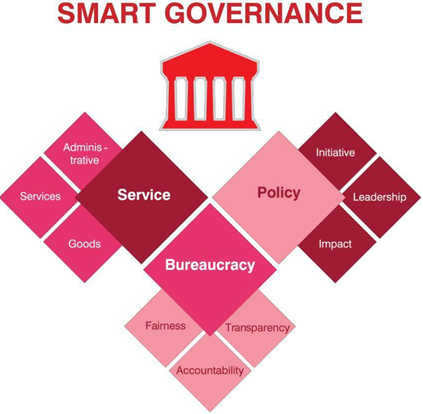 SMART GOVERNANCE
Adminis -
trative
Services
Goods
Service
Policy
Initiative
Leadership
Impact
Bureaucracy
Fairness
Transparency
Accountability